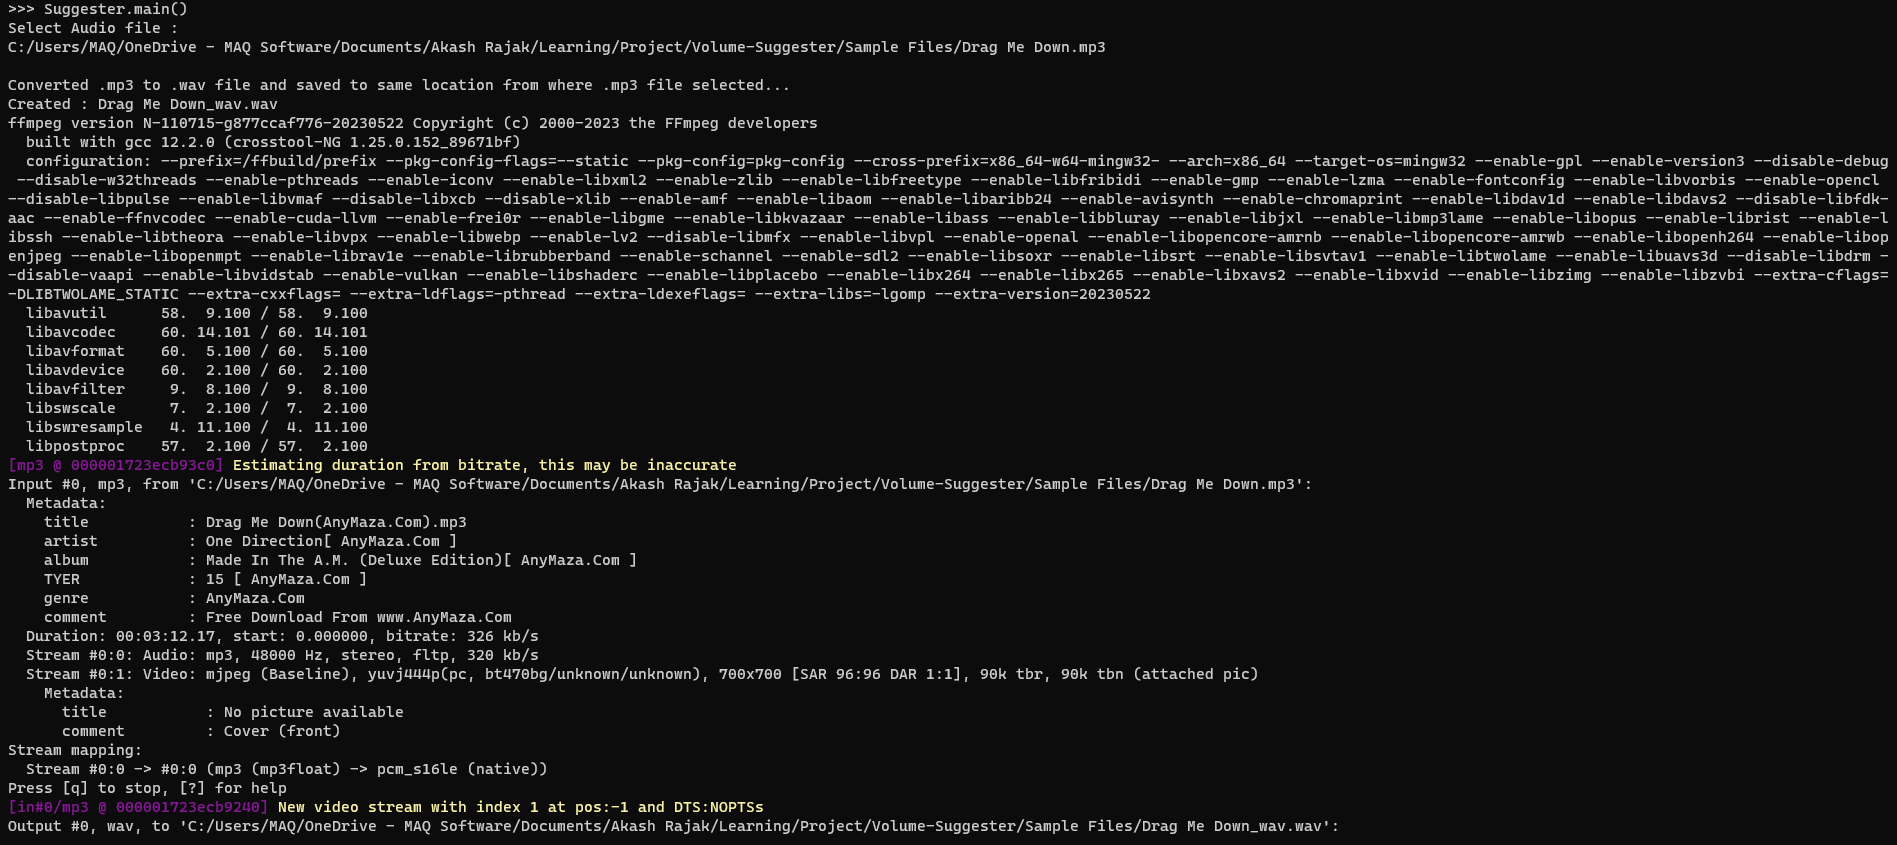 >>> Suggester.main()
Select Audio file :
C:/Users/MAQ/OneDrive - MAQ Software/Documents/Akash Rajak/Learning/Project/Volume-Suggester/Sample Files/Drag Me Down.mp3

Converted .mp3 to .wav file and saved to same location from where .mp3 file selected...
Created : Drag Me Down_wav.wav
ffmpeg version N-110715-g877ccaf776-20230522 Copyright (c) 2000-2023 the FFmpeg developers
  built with gcc 12.2.0 (crosstool-NG 1.25.0.152_89671bf)
  configuration: --prefix=/ffbuild/prefix --pkg-config-flags=--static --pkg-config=pkg-config --cross-prefix=x86_64-w64-mingw32- --arch=x86_64 --target-os=mingw32 --enable-gpl --enable-version3 --disable-debug
 --disable-w32threads --enable-pthreads --enable-iconv --enable-libxml2 --enable-zlib --enable-libfreetype --enable-libfribidi --enable-gmp --enable-lzma --enable-fontconfig --enable-libvorbis --enable-opencl
--disable-libpulse --enable-libvmaf --disable-libxcb --disable-xlib --enable-amf --enable-libaom --enable-libaribb24 --enable-avisynth --enable-chromaprint --enable-libdav1d --enable-libdavs2 --disable-libfdk-
aac --enable-ffnvcodec --enable-cuda-llvm --enable-frei0r --enable-libgme --enable-libkvazaar --enable-libass --enable-libbluray --enable-libjxl --enable-libmp3lame --enable-libopus --enable-librist --enable-l
ibssh --enable-libtheora --enable-libvpx --enable-libwebp --enable-lv2 --disable-libmfx --enable-libvpl --enable-openal --enable-libopencore-amrnb --enable-libopencore-amrwb --enable-libopenh264 --enable-libop
enjpeg --enable-libopenmpt --enable-librav1e --enable-librubberband --enable-schannel --enable-sdl2 --enable-libsoxr --enable-libsrt --enable-libsvtav1 --enable-libtwolame --enable-libuavs3d --disable-libdrm -
-disable-vaapi --enable-libvidstab --enable-vulkan --enable-libshaderc --enable-libplacebo --enable-libx264 --enable-libx265 --enable-libxavs2 --enable-libxvid --enable-libzimg --enable-libzvbi --extra-cflags=
-DLIBTWOLAME_STATIC --extra-cxxflags= --extra-ldflags=-pthread --extra-ldexeflags= --extra-libs=-lgomp --extra-version=20230522
  libavutil      58.  9.100 / 58.  9.100
  libavcodec     60. 14.101 / 60. 14.101
  libavformat    60.  5.100 / 60.  5.100
  libavdevice    60.  2.100 / 60.  2.100
  libavfilter     9.  8.100 /  9.  8.100
  libswscale      7.  2.100 /  7.  2.100
  libswresample   4. 11.100 /  4. 11.100
  libpostproc    57.  2.100 / 57.  2.100
[mp3 @ 000001723ecb93c0] Estimating duration from bitrate, this may be inaccurate
Input #0, mp3, from 'C:/Users/MAQ/OneDrive - MAQ Software/Documents/Akash Rajak/Learning/Project/Volume-Suggester/Sample Files/Drag Me Down.mp3':
  Metadata:
    title           : Drag Me Down(AnyMaza.Com).mp3
    artist          : One Direction[ AnyMaza.Com ]
    album           : Made In The A.M. (Deluxe Edition)[ AnyMaza.Com ]
    TYER            : 15 [ AnyMaza.Com ]
    genre           : AnyMaza.Com
    comment         : Free Download From www.AnyMaza.Com
  Duration: 00:03:12.17, start: 0.000000, bitrate: 326 kb/s
  Stream #0:0: Audio: mp3, 48000 Hz, stereo, fltp, 320 kb/s
  Stream #0:1: Video: mjpeg (Baseline), yuvj444p(pc, bt470bg/unknown/unknown), 700x700 [SAR 96:96 DAR 1:1], 90k tbr, 90k tbn (attached pic)
    Metadata:
      title           : No picture available
      comment         : Cover (front)
Stream mapping:
  Stream #0:0 -> #0:0 (mp3 (mp3float) -> pcm_s16le (native))
Press [q] to stop, [?] for help
[in#0/mp3 @ 000001723ecb9240] New video stream with index 1 at pos:-1 and DTS:NOPTSs
Output #0, wav, to 'C:/Users/MAQ/OneDrive - MAQ Software/Documents/Akash Rajak/Learning/Project/Volume-Suggester/Sample Files/Drag Me Down_wav.wav':